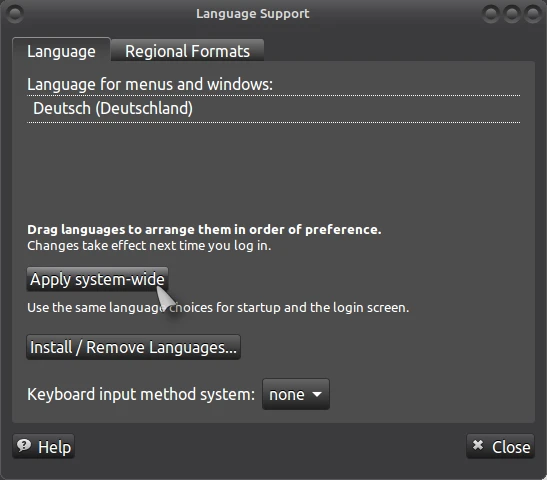 Language Support
Language Regional Formats
Language for menus and windows:
Deutsch (Deutschland)
Drag languages to arrange them in order of preference.
Changes take effect next time you log in.
Apply system-wide
Use the same language choices for startup and the login screen.
Install / Remove Languages...
Keyboard input method system: none
Help Close